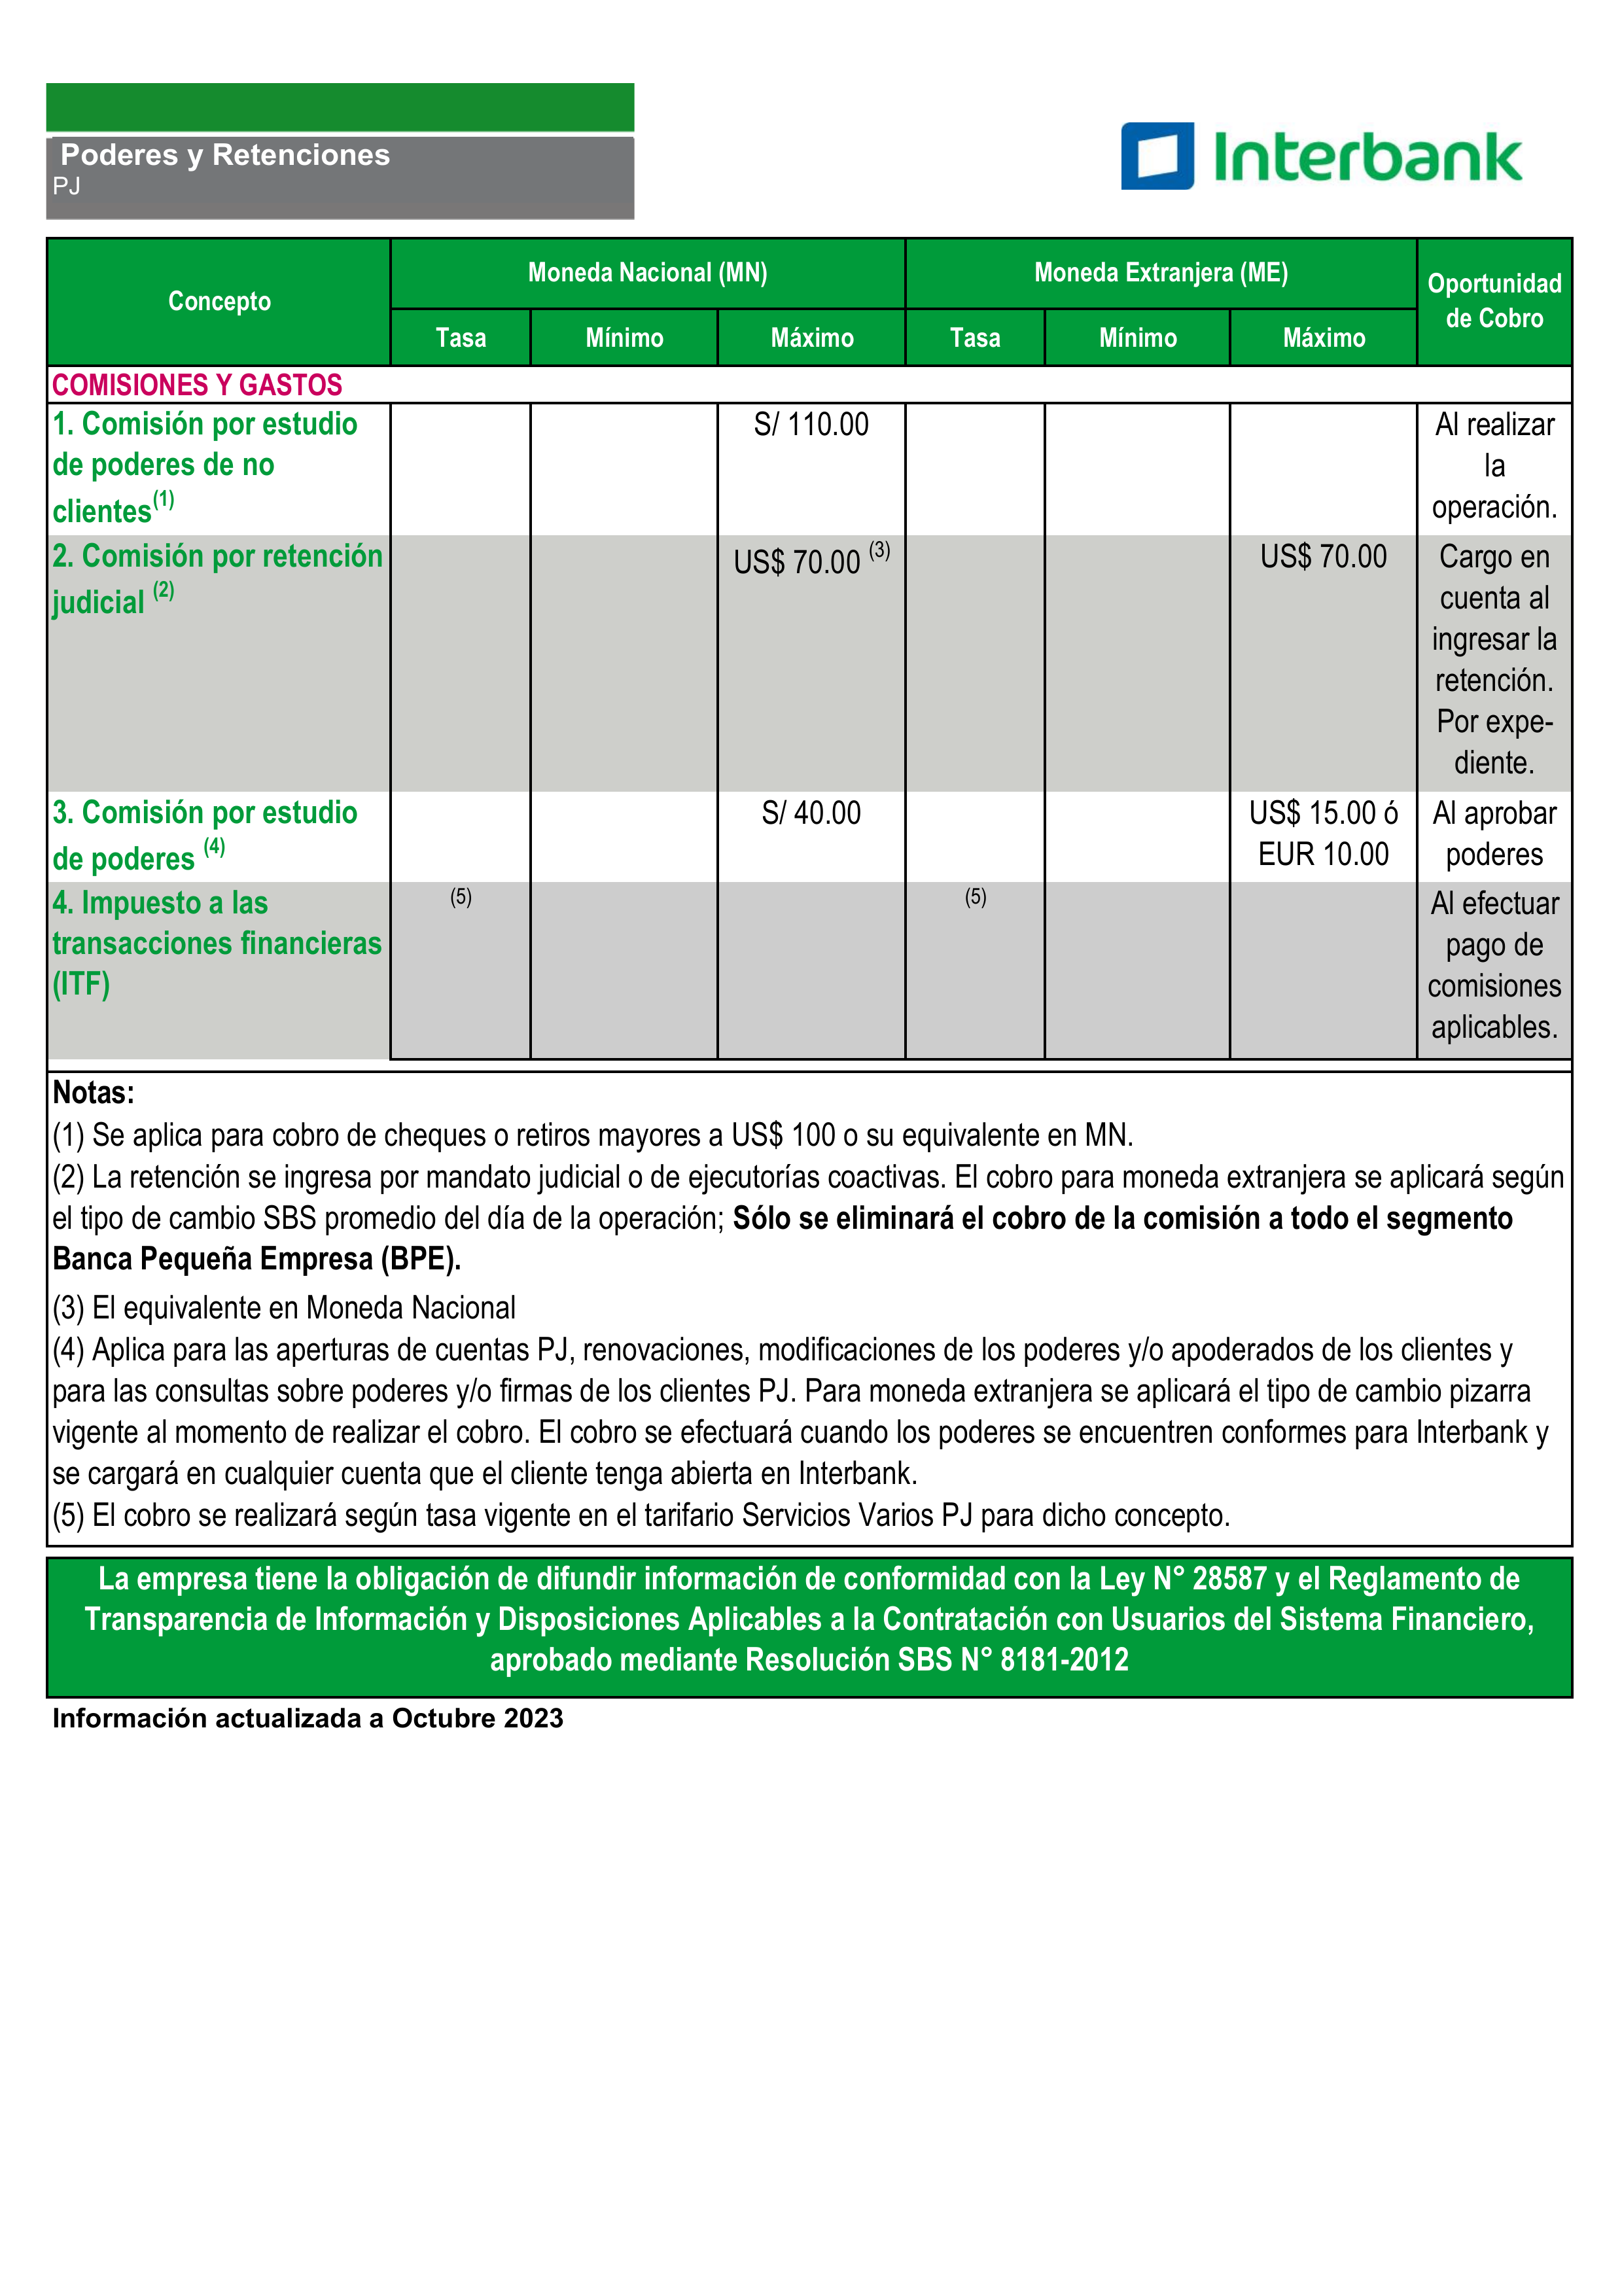 Poderes y Retenciones
PJ
Interbank
Concepto
Moneda Nacional (MN)
Moneda Extranjera (ME)
Oportunidad
de Cobro
Tasa
Mínimo
Máximo
Tasa
Mínimo
Máximo
COMISIONES Y GASTOS
1. Comisión por estudio
de poderes de no
clientes(1)
S/ 110.00
Al realizar
la
operación.
2. Comisión por retención
judicial (2)
US$ 70.00 (3)
US$ 70.00
Cargo en
cuenta al
ingresar la
retención.
Por expe-
diente.
3. Comisión por estudio
de poderes (4)
S/ 40.00
US$ 15.00 ó
EUR 10.00
Al aprobar
poderes
4. Impuesto a las
transacciones financieras
(ITF)
(5)
(5)
Al efectuar
pago de
comisiones
aplicables.
Notas:
(1) Se aplica para cobro de cheques o retiros mayores a US$ 100 o su equivalente en MN.
(2) La retención se ingresa por mandato judicial o de ejecutorías coactivas. El cobro para moneda extranjera se aplicará según
el tipo de cambio SBS promedio del día de la operación; Sólo se eliminará el cobro de la comisión a todo el segmento
Banca Pequeña Empresa (BPE).
(3) El equivalente en Moneda Nacional
(4) Aplica para las aperturas de cuentas PJ, renovaciones, modificaciones de los poderes y/o apoderados de los clientes y
para las consultas sobre poderes y/o firmas de los clientes PJ. Para moneda extranjera se aplicará el tipo de cambio pizarra
vigente al momento de realizar el cobro. El cobro se efectuará cuando los poderes se encuentren conformes para Interbank y
se cargará en cualquier cuenta que el cliente tenga abierta en Interbank.
(5) El cobro se realizará según tasa vigente en el tarifario Servicios Varios PJ para dicho concepto.
La empresa tiene la obligación de difundir información de conformidad con la Ley N° 28587 y el Reglamento de
Transparencia de Información y Disposiciones Aplicables a la Contratación con Usuarios del Sistema Financiero,
aprobado mediante Resolución SBS N° 8181-2012
Información actualizada a Octubre 2023